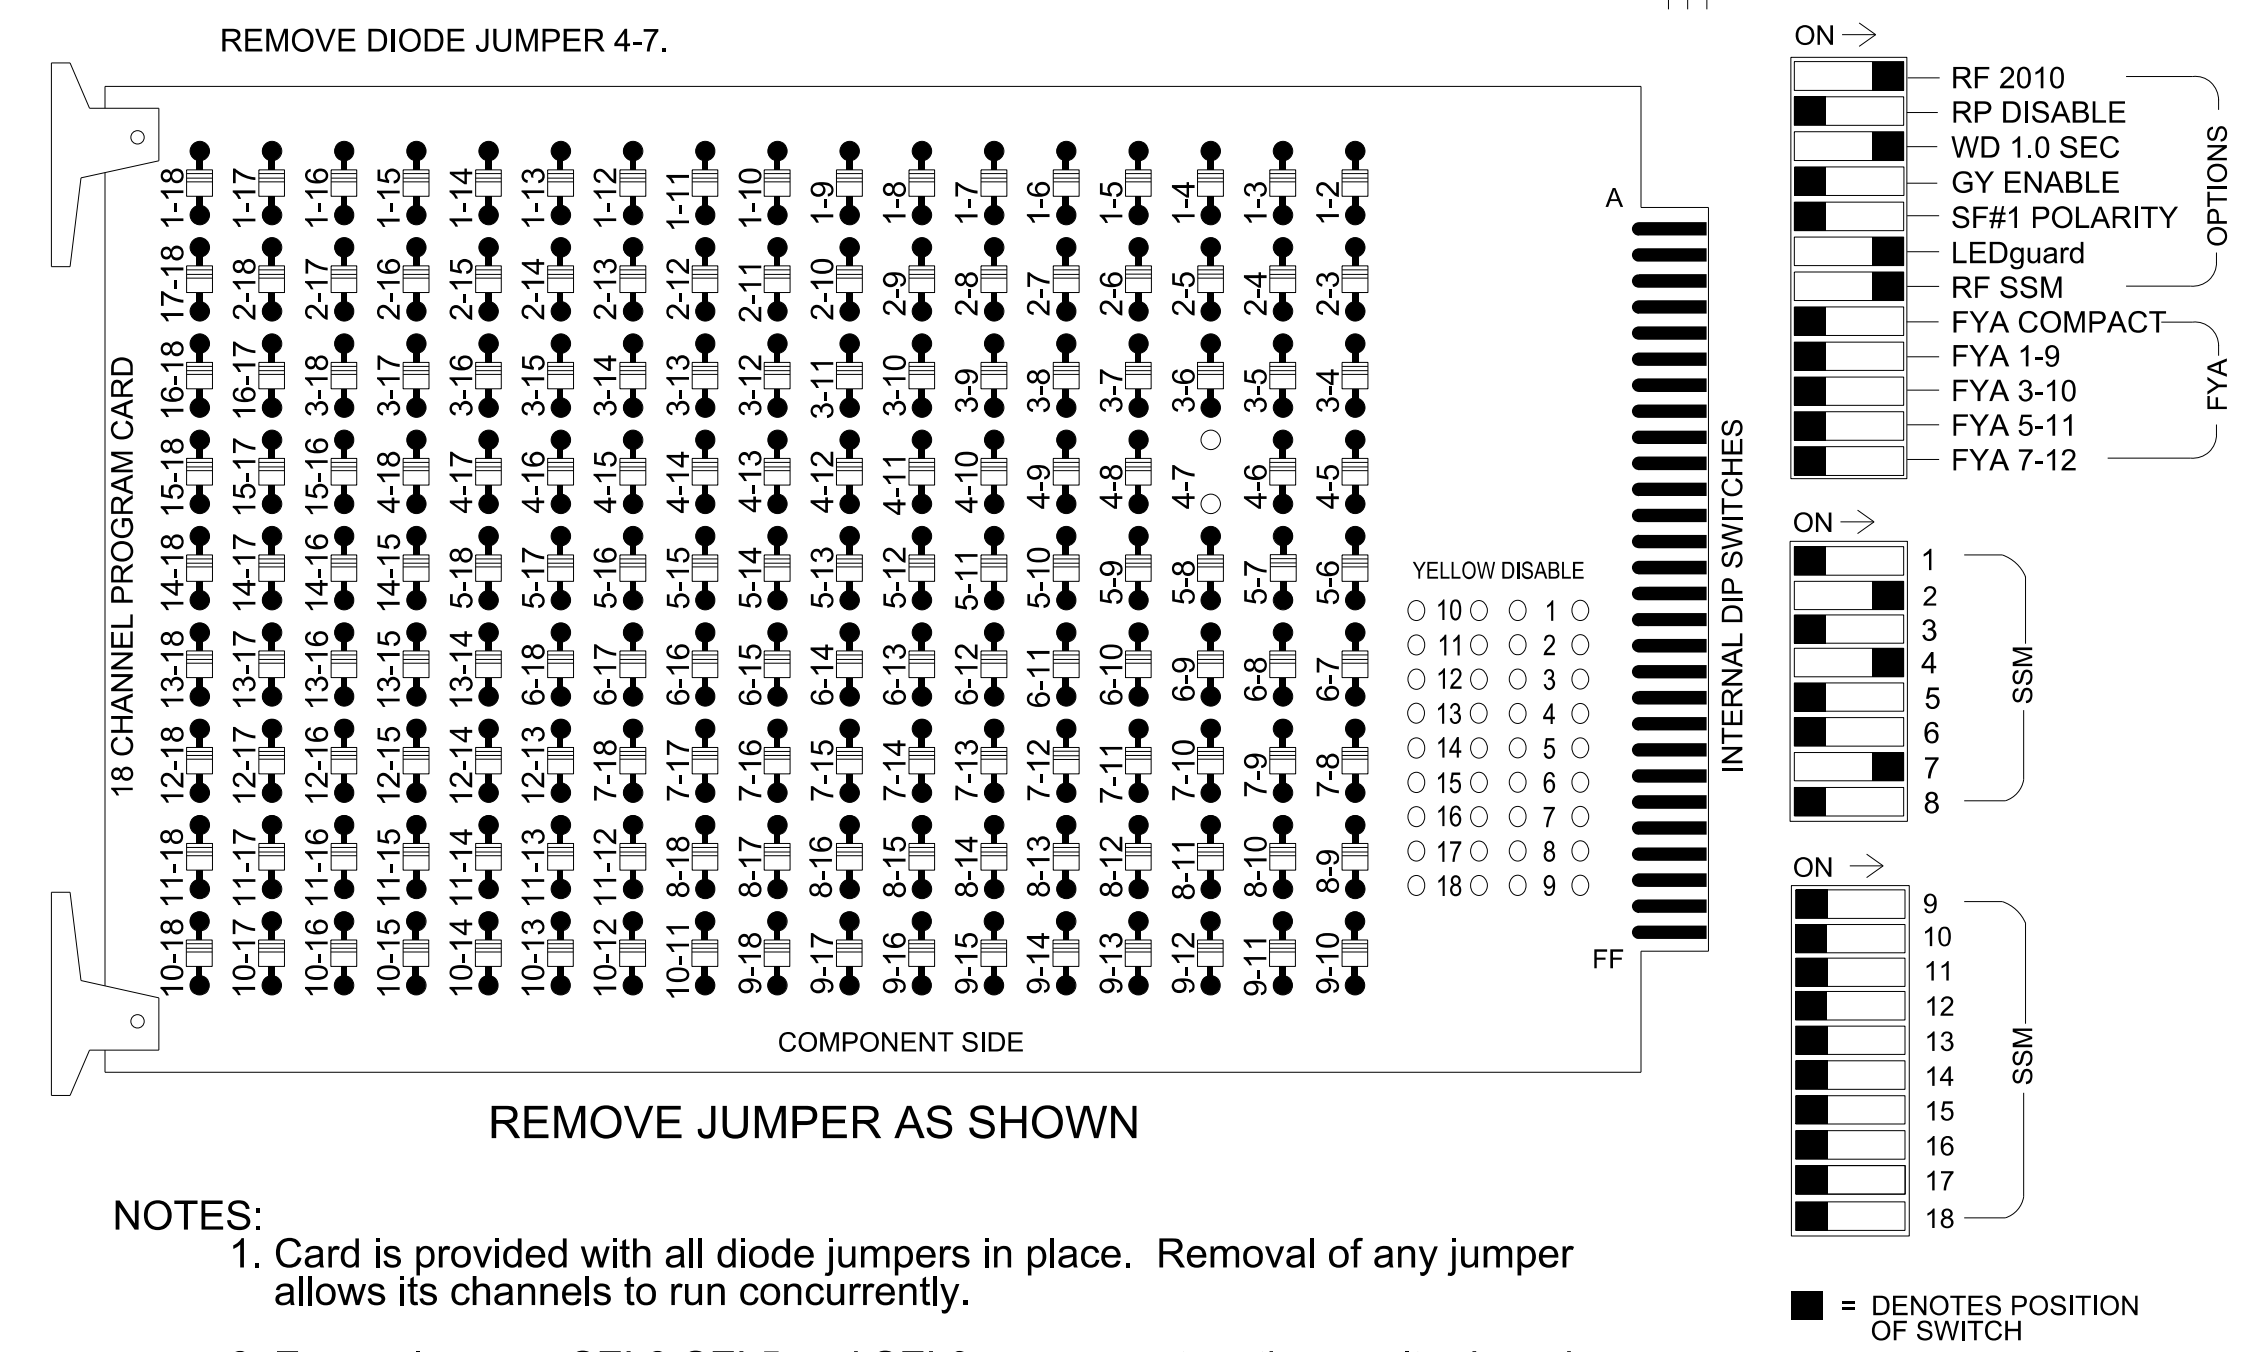 REMOVE DIODE JUMPER 4-7.
18 CHANNEL PROGRAM CARD
1-18 1-17 1-16 1-15 1-14 1-13 1-12 1-11 1-10 1-9 1-8 1-7 1-6 1-5 1-4 1-3 1-2
17-18 2-18 2-17 2-16 2-15 2-14 2-13 2-12 2-11 2-10 2-9 2-8 2-7 2-6 2-5 2-4 2-3
16-18 16-17 3-18 3-17 3-16 3-15 3-14 3-13 3-12 3-11 3-10 3-9 3-8 3-7 3-6 3-5 3-4
15-18 15-17 15-16 4-18 4-17 4-16 4-15 4-14 4-13 4-12 4-11 4-10 4-9 4-8 4-7 4-6 4-5
14-18 14-17 14-16 14-15 5-18 5-17 5-16 5-15 5-14 5-13 5-12 5-11 5-10 5-9 5-8 5-7 5-6
13-18 13-17 13-16 13-15 13-14 6-18 6-17 6-16 6-15 6-14 6-13 6-12 6-11 6-10 6-9 6-8 6-7
12-18 12-17 12-16 12-15 12-14 12-13 7-18 7-17 7-16 7-15 7-14 7-13 7-12 7-11 7-10 7-9 7-8
11-18 11-17 11-16 11-15 11-14 11-13 11-12 8-18 8-17 8-16 8-15 8-14 8-13 8-12 8-11 8-10 8-9
10-18 10-17 10-16 10-15 10-14 10-13 10-12 10-11 9-18 9-17 9-16 9-15 9-14 9-13 9-12 9-11 9-10
YELLOW DISABLE
10 1
11 2
12 3
13 4
14 5
15 6
16 7
17 8
18 9
A
FF
COMPONENT SIDE
INTERNAL DIP SWITCHES
ON
RF 2010
RP DISABLE
WD 1.0 SEC
GY ENABLE
SF#1 POLARITY
LEDguard
RF SSM
OPTIONS
FYA COMPACT
FYA 1-9
FYA 3-10
FYA 5-11
FYA 7-12
FYA
ON
1
2
3
4
5
6
7
8
SSM
ON
9
10
11
12
13
14
15
16
17
18
SSM
= DENOTES POSITION
OF SWITCH
REMOVE JUMPER AS SHOWN
NOTES:
1. Card is provided with all diode jumpers in place. Removal of any jumper
allows its channels to run concurrently.